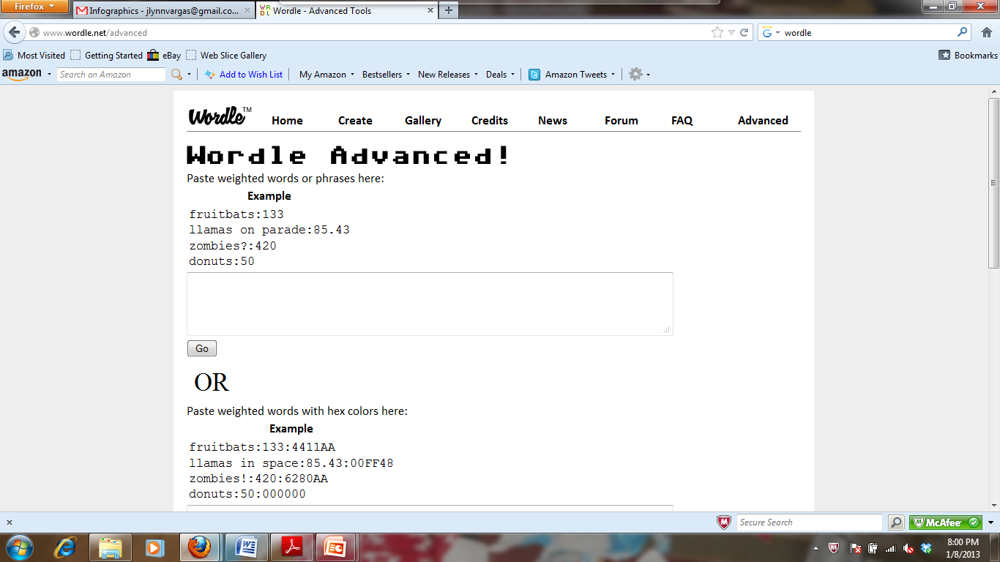 Firefox
Infographics - jlynnvargas@gmail.co...
WRDL Wordle - Advanced Tools
www.wordle.net/advanced
wordle
Most Visited Getting Started eBay Web Slice Gallery Bookmarks
amazon Search on Amazon Add to Wish List My Amazon Bestsellers New Releases Deals Amazon Tweets
Wordle™ Home Create Gallery Credits News Forum FAQ Advanced
Wordle Advanced!
Paste weighted words or phrases here:
Example
fruitbats:133
llamas on parade:85.43
zombies?:420
donuts:50
Go
OR
Paste weighted words with hex colors here:
Example
fruitbats:133:4411AA
llamas in space:85.43:00FF48
zombies!:420:6280AA
donuts:50:000000
Secure Search McAfee
8:00 PM
1/8/2013